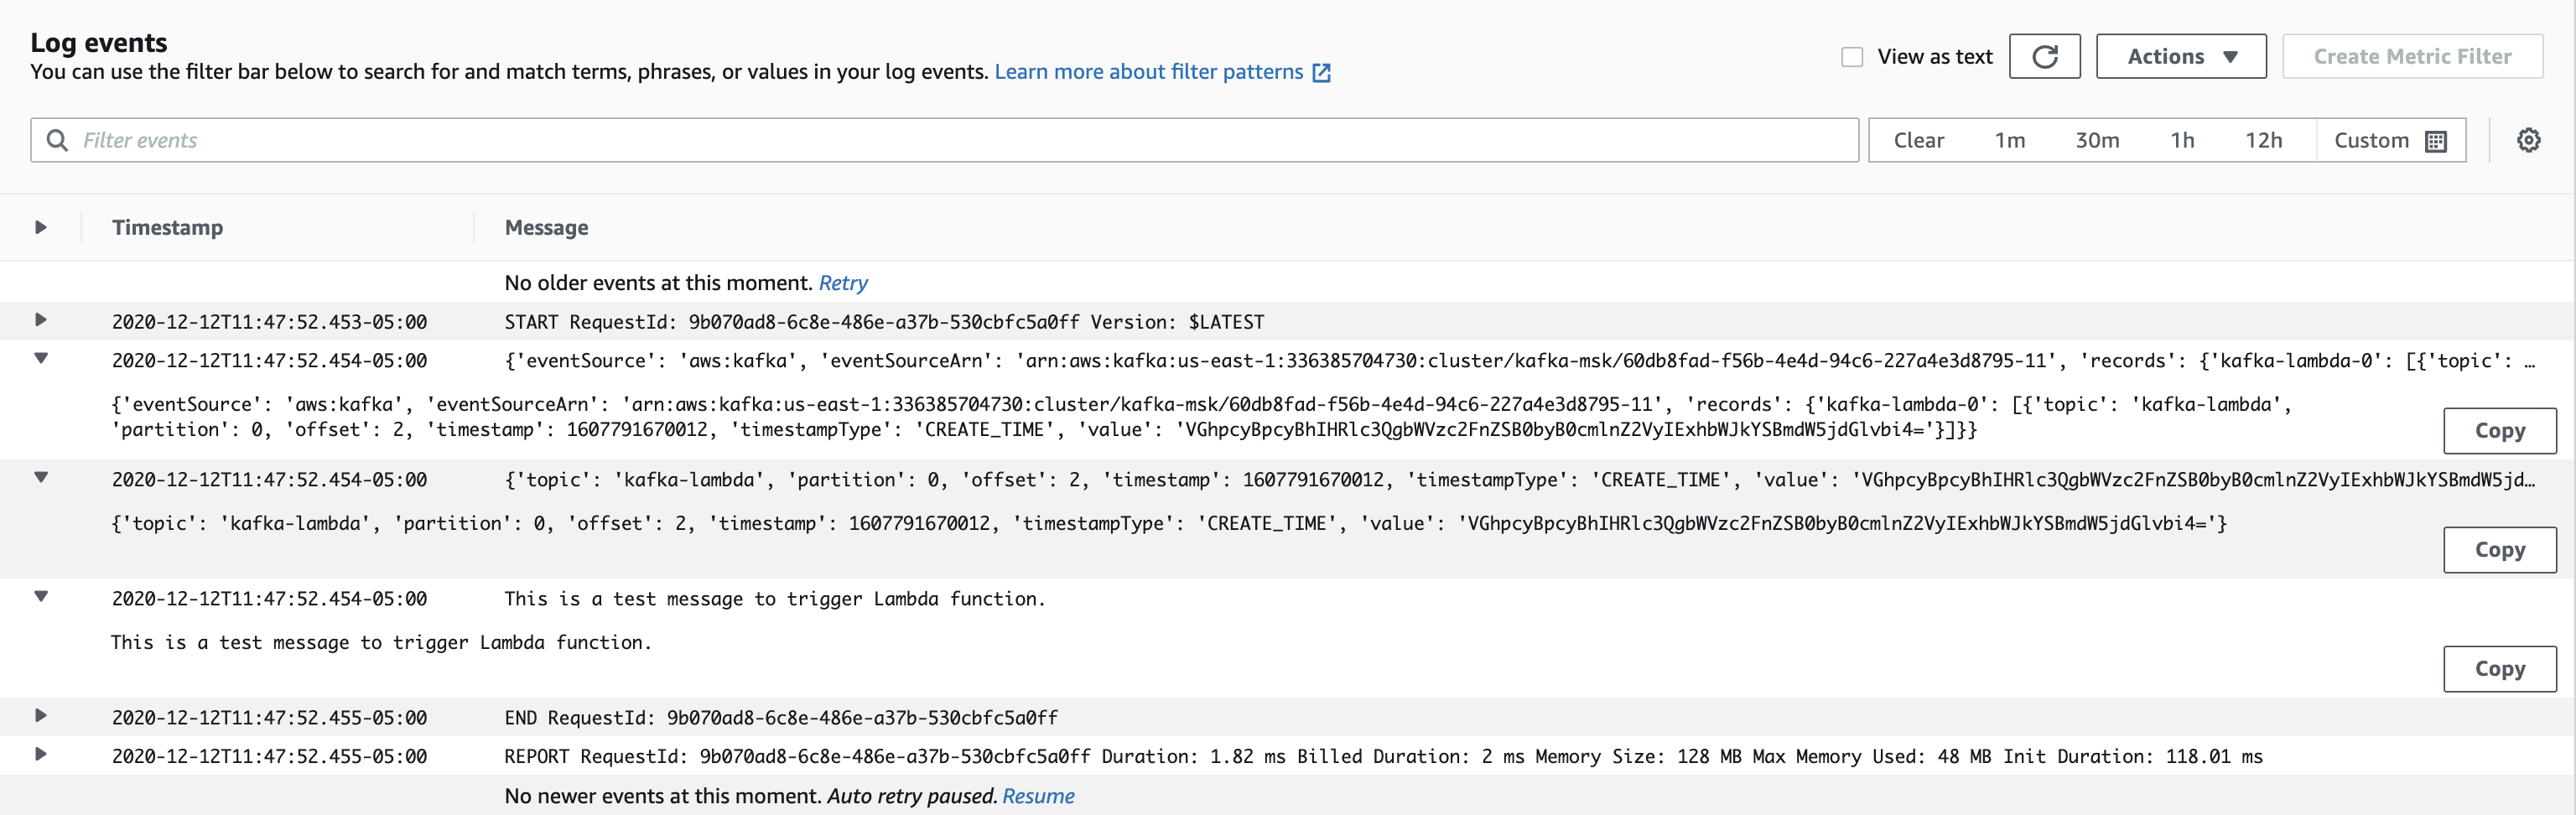 Log events
You can use the filter bar below to search for and match terms, phrases, or values in your log events. Learn more about filter patterns
View as text
Actions
Create Metric Filter
Filter events
Clear 1m 30m 1h 12h Custom
Timestamp Message
No older events at this moment. Retry
2020-12-12T11:47:52.453-05:00 START RequestId: 9b070ad8-6c8e-486e-a37b-530cbfc5a0ff Version: $LATEST
2020-12-12T11:47:52.454-05:00 {'eventSource': 'aws:kafka', 'eventSourceArn': 'arn:aws:kafka:us-east-1:336385704730:cluster/kafka-msk/60db8fad-f56b-4e4d-94c6-227a4e3d8795-11', 'records': {'kafka-lambda-0': [{'topic': …
{'eventSource': 'aws:kafka', 'eventSourceArn': 'arn:aws:kafka:us-east-1:336385704730:cluster/kafka-msk/60db8fad-f56b-4e4d-94c6-227a4e3d8795-11', 'records': {'kafka-lambda-0': [{'topic': 'kafka-lambda',
'partition': 0, 'offset': 2, 'timestamp': 1607791670012, 'timestampType': 'CREATE_TIME', 'value': 'VGhpcyBpcyBhIHRlc3QgbWVzc2FnZSB0byB0cmlnZ2VyIExhbWJkYSBmdW5jdGlvbi4='}]}}
Copy
2020-12-12T11:47:52.454-05:00 {'topic': 'kafka-lambda', 'partition': 0, 'offset': 2, 'timestamp': 1607791670012, 'timestampType': 'CREATE_TIME', 'value': 'VGhpcyBpcyBhIHRlc3QgbWVzc2FnZSB0byB0cmlnZ2VyIExhbWJkYSBmdW5jd…
{'topic': 'kafka-lambda', 'partition': 0, 'offset': 2, 'timestamp': 1607791670012, 'timestampType': 'CREATE_TIME', 'value': 'VGhpcyBpcyBhIHRlc3QgbWVzc2FnZSB0byB0cmlnZ2VyIExhbWJkYSBmdW5jdGlvbi4='}
Copy
2020-12-12T11:47:52.454-05:00 This is a test message to trigger Lambda function.
This is a test message to trigger Lambda function.
Copy
2020-12-12T11:47:52.455-05:00 END RequestId: 9b070ad8-6c8e-486e-a37b-530cbfc5a0ff
2020-12-12T11:47:52.455-05:00 REPORT RequestId: 9b070ad8-6c8e-486e-a37b-530cbfc5a0ff Duration: 1.82 ms Billed Duration: 2 ms Memory Size: 128 MB Max Memory Used: 48 MB Init Duration: 118.01 ms
No newer events at this moment. Auto retry paused. Resume